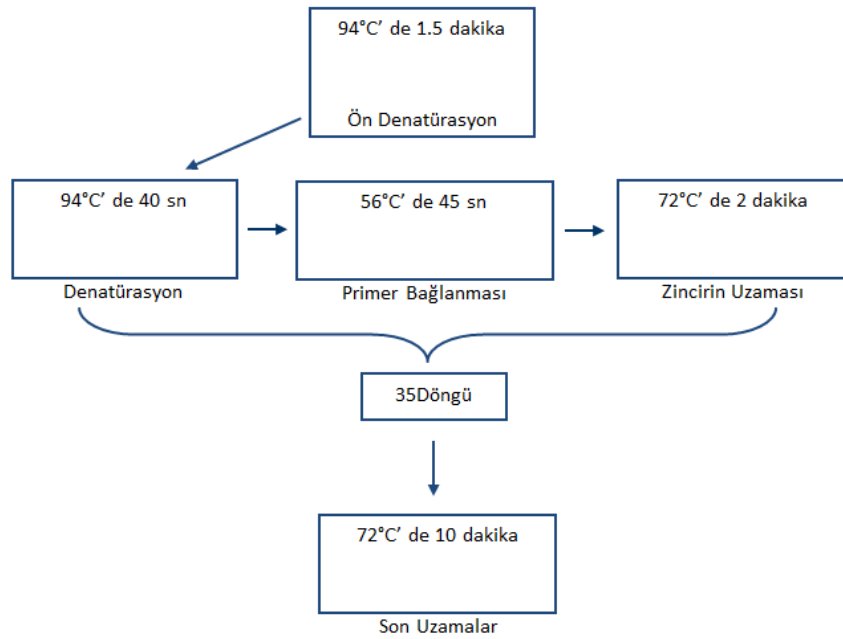 94°C’ de 1.5 dakika
Ön Denatürasyon
94°C’ de 40 sn
Denatürasyon
56°C’ de 45 sn
Primer Bağlanması
72°C’ de 2 dakika
Zincirin Uzaması
35Döngü
72°C’ de 10 dakika
Son Uzamalar